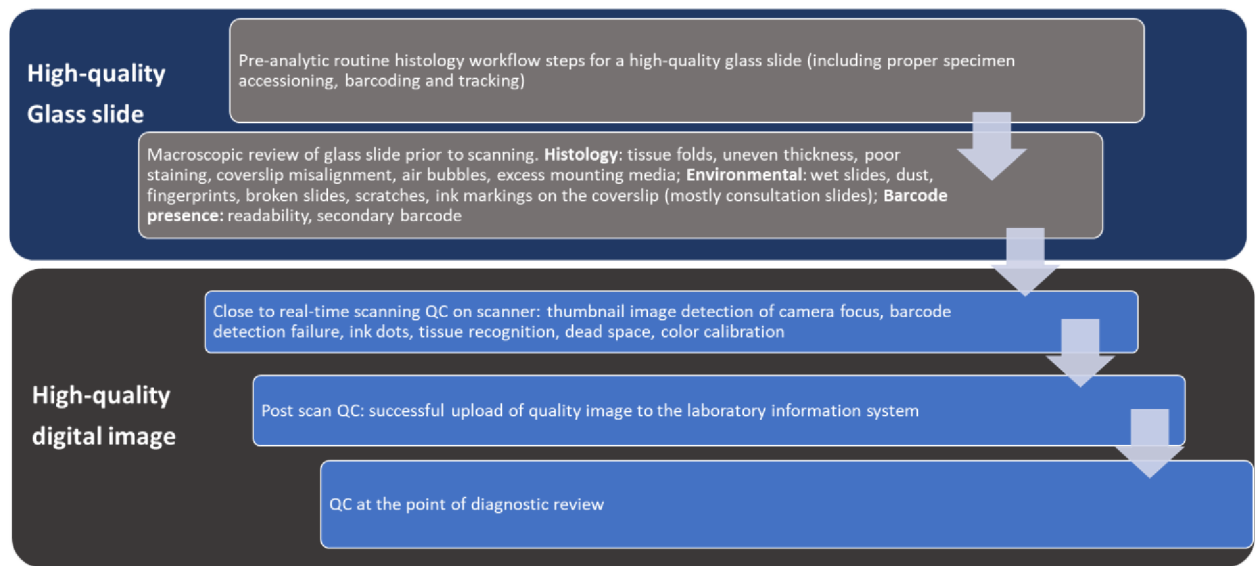 High-quality
Glass slide
Pre-analytic routine histology workflow steps for a high-quality glass slide (including proper specimen
accessioning, barcoding and tracking)
Macroscopic review of glass slide prior to scanning. Histology: tissue folds, uneven thickness, poor
staining, coverslip misalignment, air bubbles, excess mounting media; Environmental: wet slides, dust,
fingerprints, broken slides, scratches, ink markings on the coverslip (mostly consultation slides); Barcode
presence: readability, secondary barcode
High-quality
digital image
Close to real-time scanning QC on scanner: thumbnail image detection of camera focus, barcode
detection failure, ink dots, tissue recognition, dead space, color calibration
Post scan QC: successful upload of quality image to the laboratory information system
QC at the point of diagnostic review